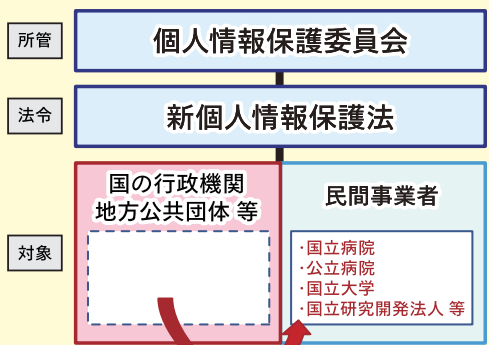 所管
個人情報保護委員会
法令
新個人情報保護法
対象
国の行政機関
地方公共団体 等
民間事業者
・国立病院
・公立病院
・国立大学
・国立研究開発法人 等